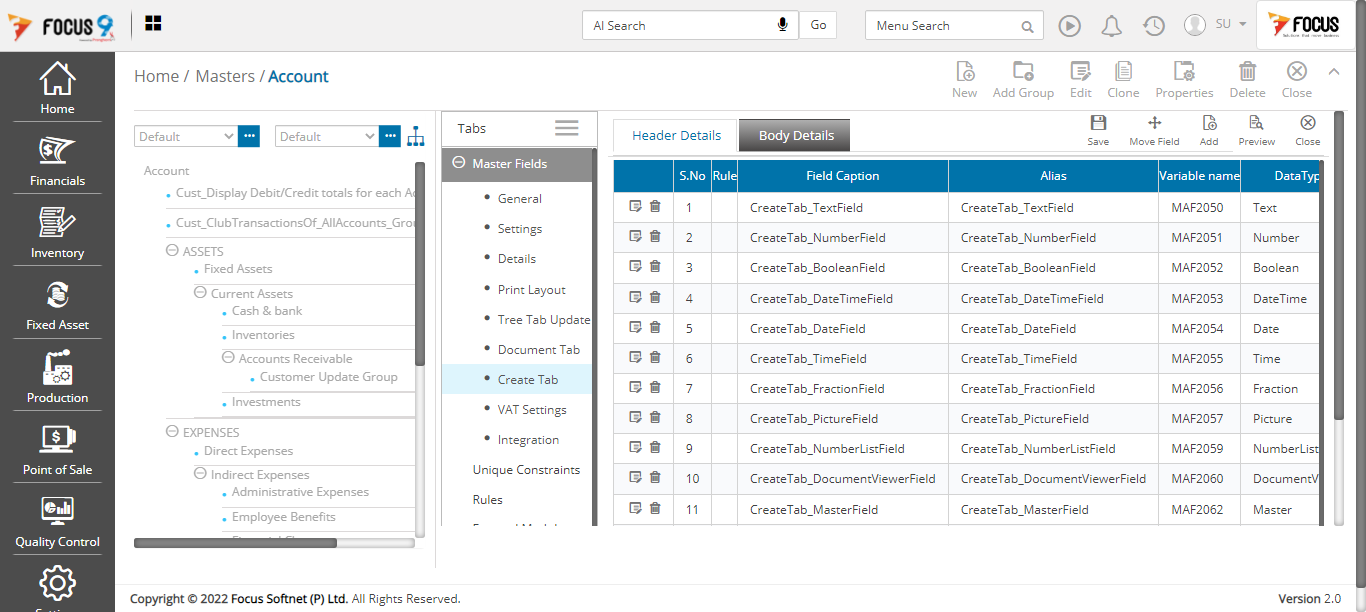 FOCUS 9
AI Search
Go
Menu Search
SU
FOCUS
Home / Masters / Account
New
Add Group
Edit
Clone
Properties
Delete
Close
Home
Financials
Inventory
Fixed Asset
Production
Point of Sale
Quality Control
Default
Default
Account
Cust_Display Debit/Credit totals for each Ac
Cust_ClubTransactionsOf_AllAccounts_Grou
ASSETS
Fixed Assets
Current Assets
Cash & bank
Inventories
Accounts Receivable
Customer Update Group
Investments
EXPENSES
Direct Expenses
Indirect Expenses
Administrative Expenses
Employee Benefits
Tabs
Master Fields
General
Settings
Details
Print Layout
Tree Tab Update
Document Tab
Create Tab
VAT Settings
Integration
Unique Constraints
Rules
Header Details
Body Details
Save
Move Field
Add
Preview
Close
S.No Rule Field Caption Alias Variable name DataTyp
1 CreateTab_TextField CreateTab_TextField MAF2050 Text
2 CreateTab_NumberField CreateTab_NumberField MAF2051 Number
3 CreateTab_BooleanField CreateTab_BooleanField MAF2052 Boolean
4 CreateTab_DateTimeField CreateTab_DateTimeField MAF2053 DateTime
5 CreateTab_DateField CreateTab_DateField MAF2054 Date
6 CreateTab_TimeField CreateTab_TimeField MAF2055 Time
7 CreateTab_FractionField CreateTab_FractionField MAF2056 Fraction
8 CreateTab_PictureField CreateTab_PictureField MAF2057 Picture
9 CreateTab_NumberListField CreateTab_NumberListField MAF2059 NumberList
10 CreateTab_DocumentViewerField CreateTab_DocumentViewerField MAF2060 DocumentV
11 CreateTab_MasterField CreateTab_MasterField MAF2062 Master
Copyright © 2022 Focus Softnet (P) Ltd. All Rights Reserved.
Version 2.0